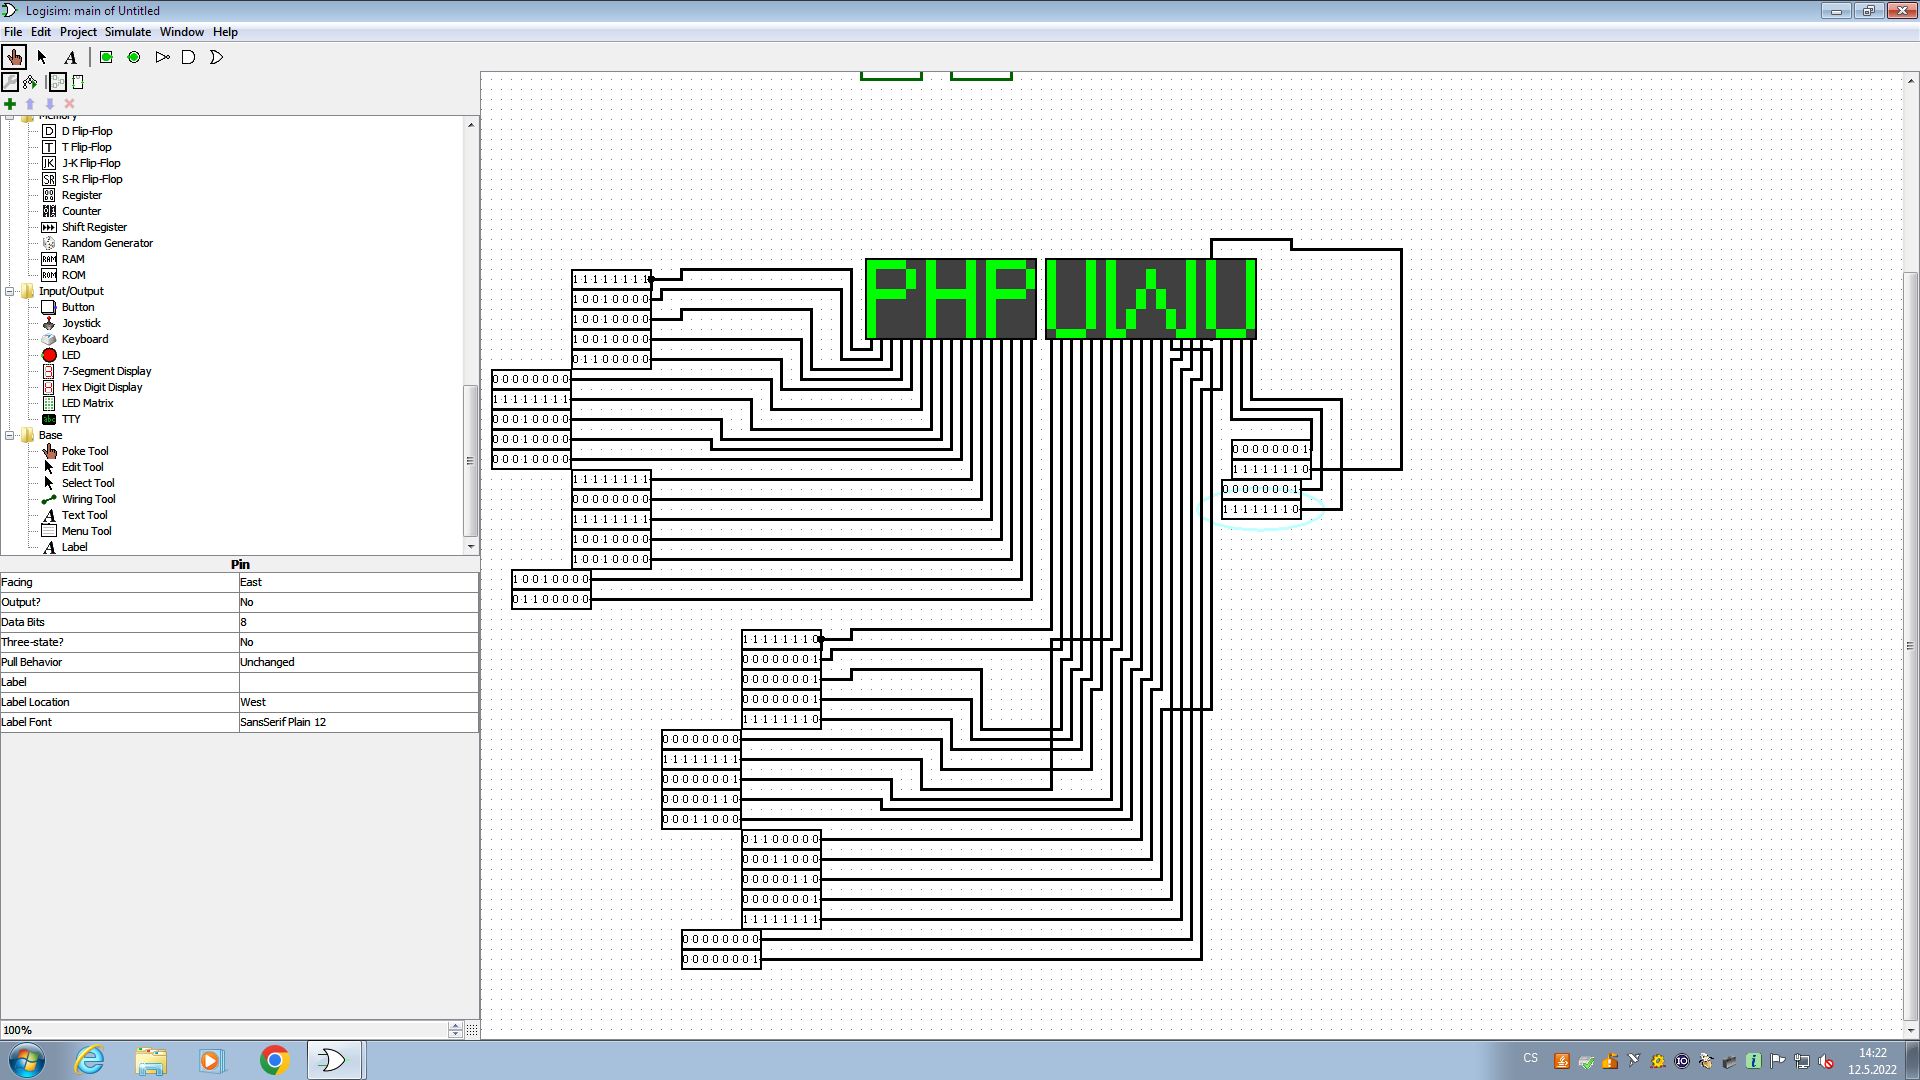 Logisim: main of Untitled
File Edit Project Simulate Window Help
Memory
D Flip-Flop
T Flip-Flop
J-K Flip-Flop
S-R Flip-Flop
Register
Counter
Shift Register
Random Generator
RAM
ROM
Input/Output
Button
Joystick
Keyboard
LED
7-Segment Display
Hex Digit Display
LED Matrix
TTY
Base
Poke Tool
Edit Tool
Select Tool
Wiring Tool
Text Tool
Menu Tool
Label
Pin
Facing East
Output? No
Data Bits 8
Three-state? No
Pull Behavior Unchanged
Label
Label Location West
Label Font SansSerif Plain 12
100%
PHP UWU
1 1 1 1 1 1 1 1
1 0 0 1 0 0 0 0
1 0 0 1 0 0 0 0
1 0 0 1 0 0 0 0
0 1 1 0 0 0 0 0
0 0 0 0 0 0 0 0
1 1 1 1 1 1 1 1
0 0 0 1 0 0 0 0
0 0 0 1 0 0 0 0
0 0 0 1 0 0 0 0
1 1 1 1 1 1 1 1
0 0 0 0 0 0 0 0
1 1 1 1 1 1 1 1
1 0 0 1 0 0 0 0
1 0 0 1 0 0 0 0
1 0 0 1 0 0 0 0
0 1 1 0 0 0 0 0
0 0 0 0 0 0 0 1
1 1 1 1 1 1 1 0
0 0 0 0 0 0 0 1
1 1 1 1 1 1 1 0
1 1 1 1 1 1 1 0
0 0 0 0 0 0 0 1
0 0 0 0 0 0 0 1
0 0 0 0 0 0 0 1
1 1 1 1 1 1 1 0
0 0 0 0 0 0 0 0
1 1 1 1 1 1 1 1
0 0 0 0 0 0 0 1
0 0 0 0 0 1 1 0
0 0 0 1 1 0 0 0
0 1 1 0 0 0 0 0
0 0 0 1 1 0 0 0
0 0 0 0 0 1 1 0
0 0 0 0 0 0 0 1
1 1 1 1 1 1 1 1
0 0 0 0 0 0 0 0
0 0 0 0 0 0 0 1
CS
14:22
12.5.2022